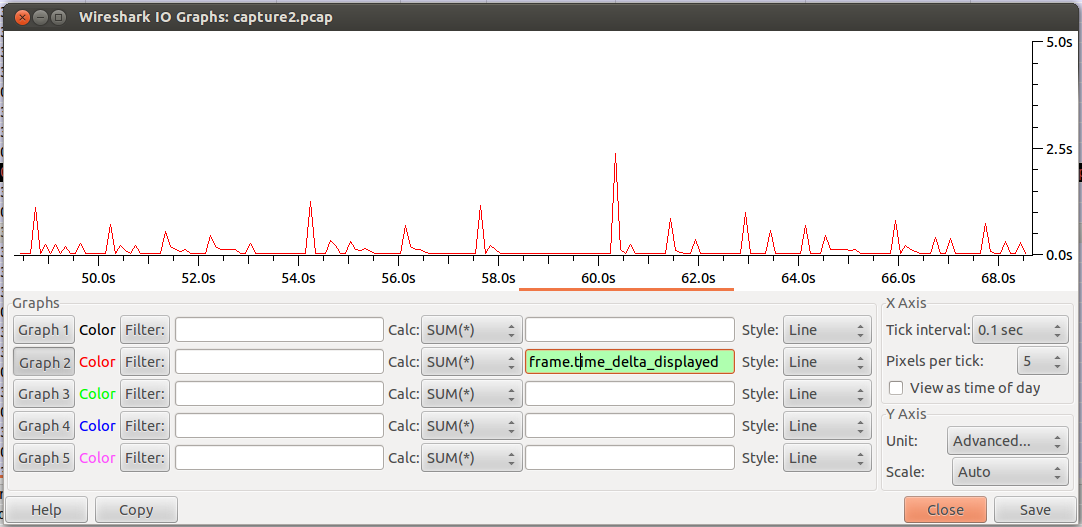 Wireshark IO Graphs: capture2.pcap
5.0s
2.5s
0.0s
50.0s 52.0s 54.0s 56.0s 58.0s 60.0s 62.0s 64.0s 66.0s 68.0s
Graphs
Graph 1 Color Filter: Calc: SUM(*) Style: Line
Graph 2 Color Filter: Calc: SUM(*) frame.time_delta_displayed Style: Line
Graph 3 Color Filter: Calc: SUM(*) Style: Line
Graph 4 Color Filter: Calc: SUM(*) Style: Line
Graph 5 Color Filter: Calc: SUM(*) Style: Line
X Axis
Tick interval: 0.1 sec
Pixels per tick: 5
View as time of day
Y Axis
Unit: Advanced...
Scale: Auto
Help Copy Close Save